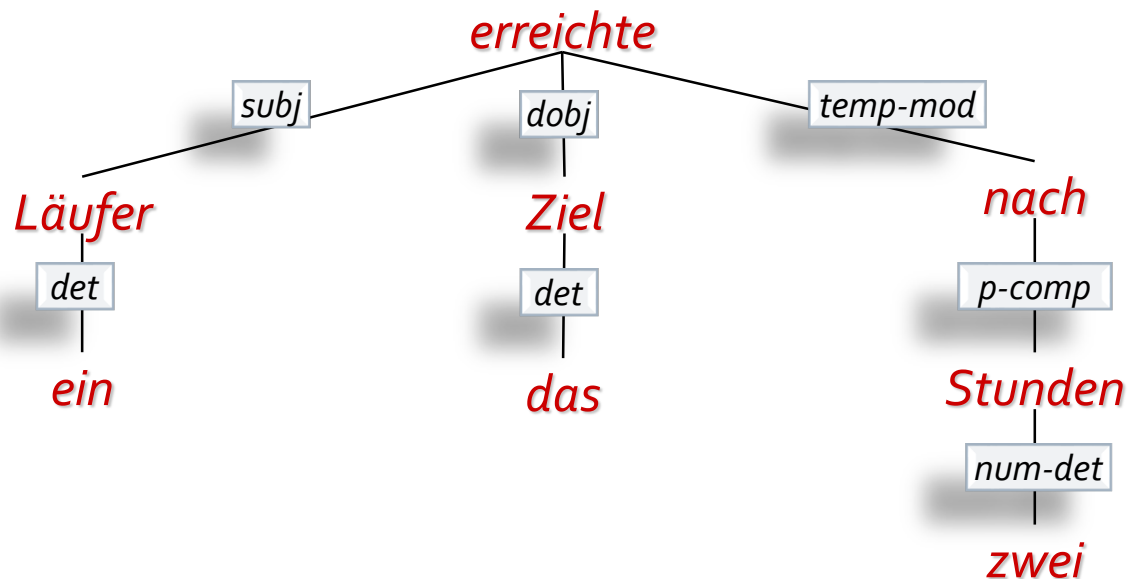 erreichte
subj dobj temp-mod
Läufer Ziel nach
det det p-comp
ein das Stunden
num-det
zwei